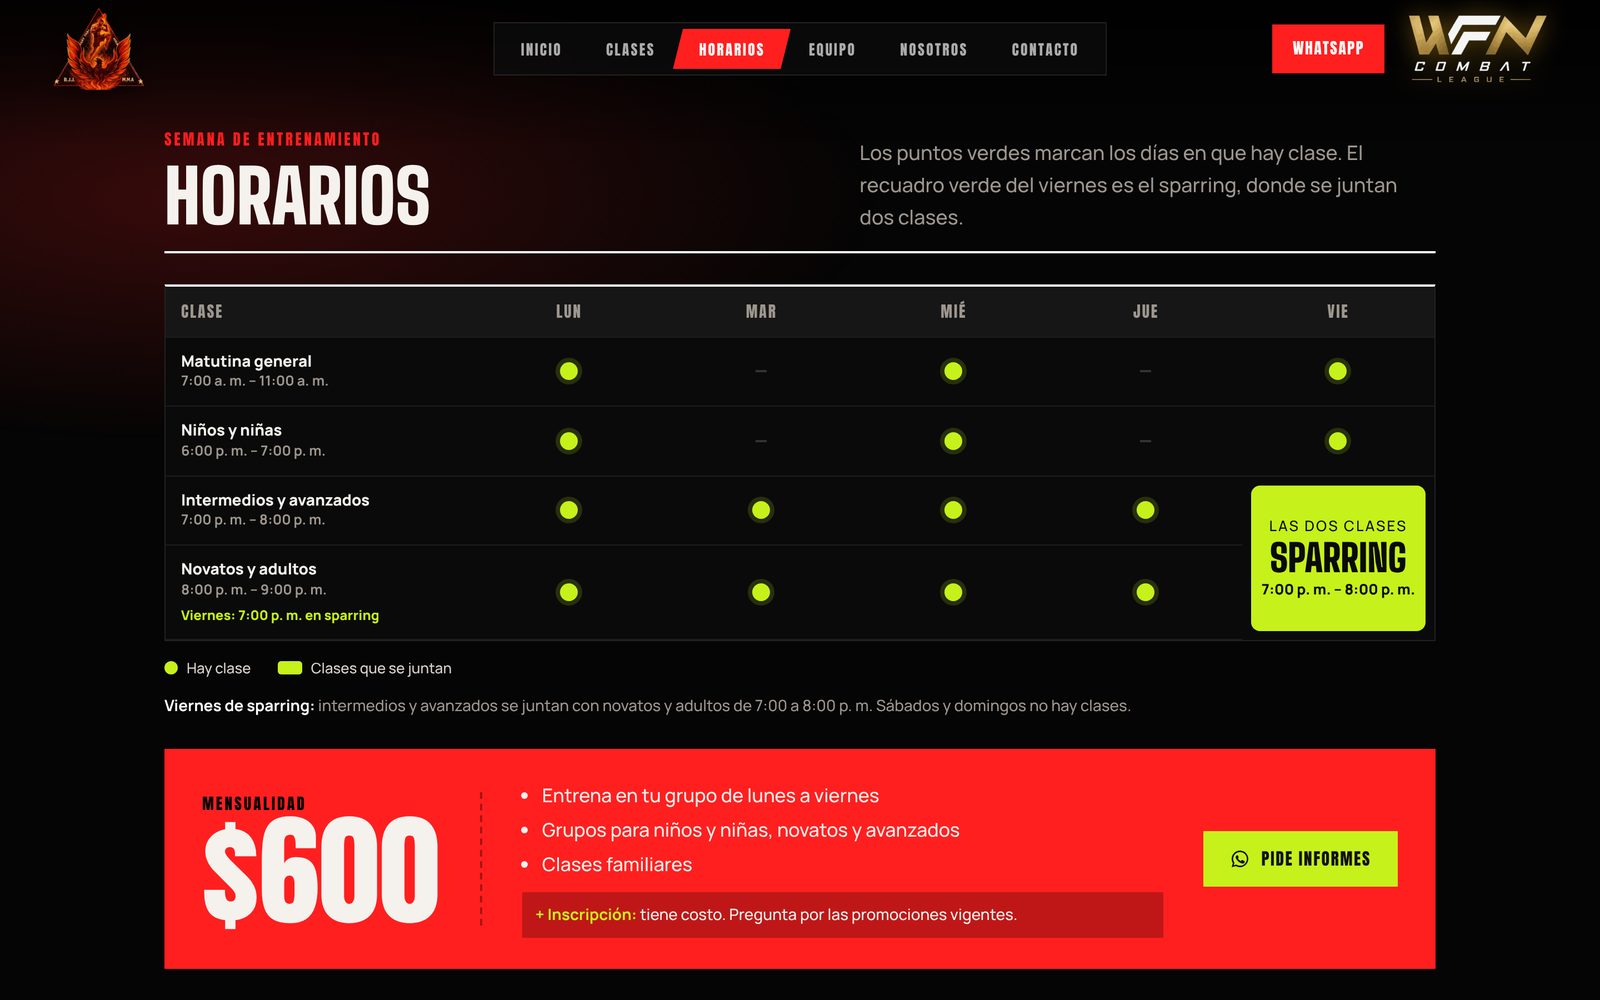 B.J.J. MMA
INICIO CLASES HORARIOS EQUIPO NOSOTROS CONTACTO
WHATSAPP
WFN
COMBAT
LEAGUE
SEMANA DE ENTRENAMIENTO
HORARIOS
Los puntos verdes marcan los días en que hay clase. El
recuadro verde del viernes es el sparring, donde se juntan
dos clases.
CLASE LUN MAR MIÉ JUE VIE
Matutina general
7:00 a. m. – 11:00 a. m.
– –
Niños y niñas
6:00 p. m. – 7:00 p. m.
– –
Intermedios y avanzados
7:00 p. m. – 8:00 p. m.
Novatos y adultos
8:00 p. m. – 9:00 p. m.
Viernes: 7:00 p. m. en sparring
LAS DOS CLASES
SPARRING
7:00 p. m. – 8:00 p. m.
Hay clase Clases que se juntan
Viernes de sparring: intermedios y avanzados se juntan con novatos y adultos de 7:00 a 8:00 p. m. Sábados y domingos no hay clases.
MENSUALIDAD
$600
• Entrena en tu grupo de lunes a viernes
• Grupos para niños y niñas, novatos y avanzados
• Clases familiares
+ Inscripción: tiene costo. Pregunta por las promociones vigentes.
PIDE INFORMES